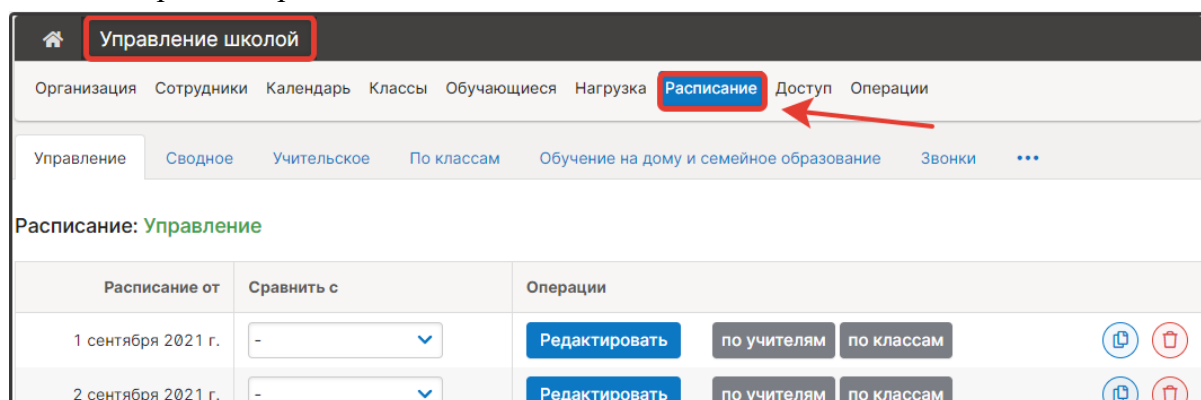 Управление школой
Организация Сотрудники Календарь Классы Обучающиеся Нагрузка Расписание Доступ Операции
Управление Сводное Учительское По классам Обучение на дому и семейное образование Звонки •••
Расписание: Управление
Расписание от Сравнить с Операции
1 сентября 2021 г. - Редактировать по учителям по классам
2 сентября 2021 г. - Редактировать по учителям по классам